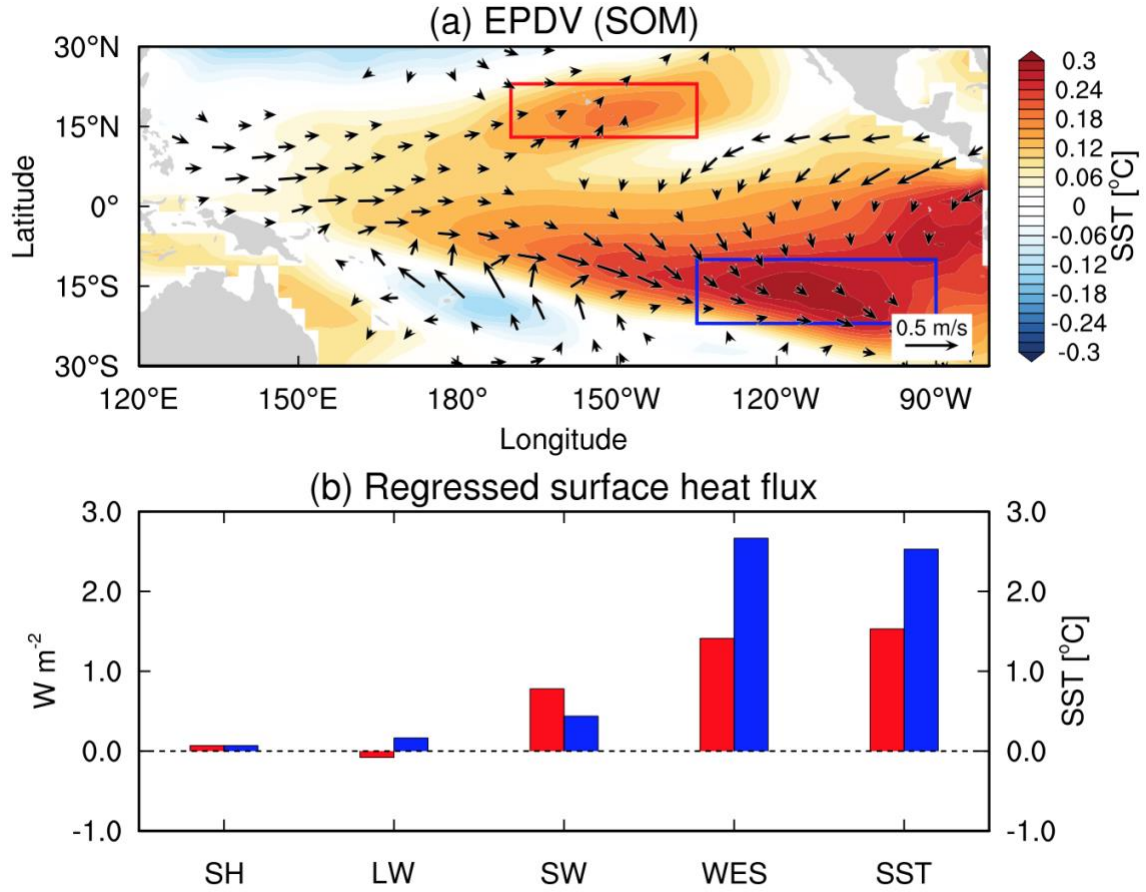 (a) EPDV (SOM)
30°N
15°N
0°
15°S
30°S
Latitude
120°E 150°E 180° 150°W 120°W 90°W
Longitude
0.5 m/s
0.3
0.24
0.18
0.12
0.06
0
-0.06
-0.12
-0.18
-0.24
-0.3
SST [°C]
(b) Regressed surface heat flux
3.0
2.0
1.0
0.0
-1.0
W m⁻²
3.0
2.0
1.0
0.0
-1.0
SST [°C]
SH LW SW WES SST